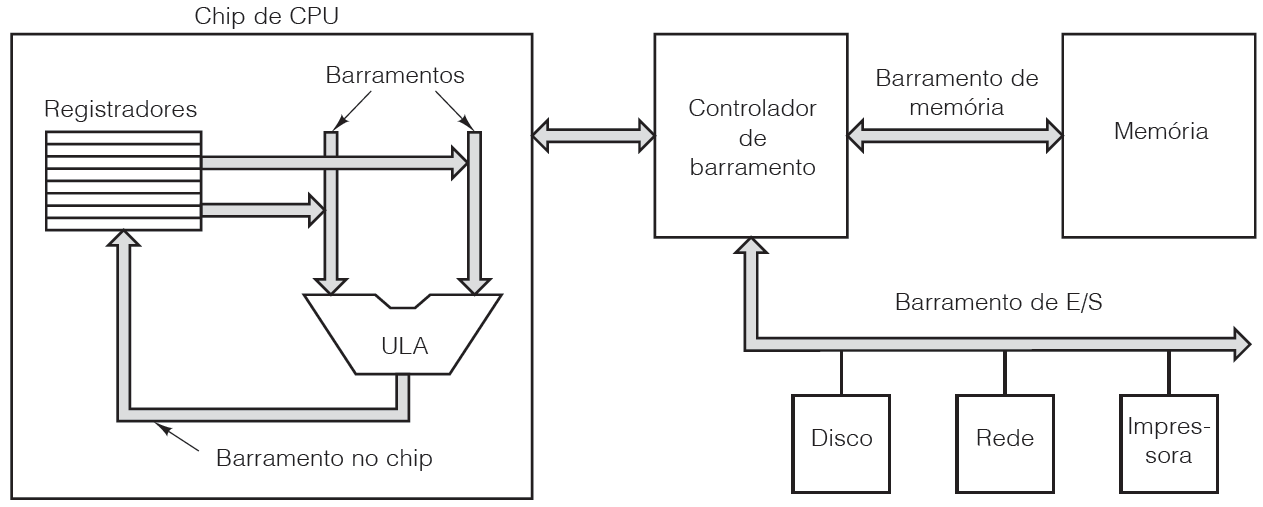 Chip de CPU
Registradores
Barramentos
ULA
Barramento no chip
Controlador
de
barramento
Barramento de
memória
Memória
Barramento de E/S
Disco
Rede
Impres-
sora